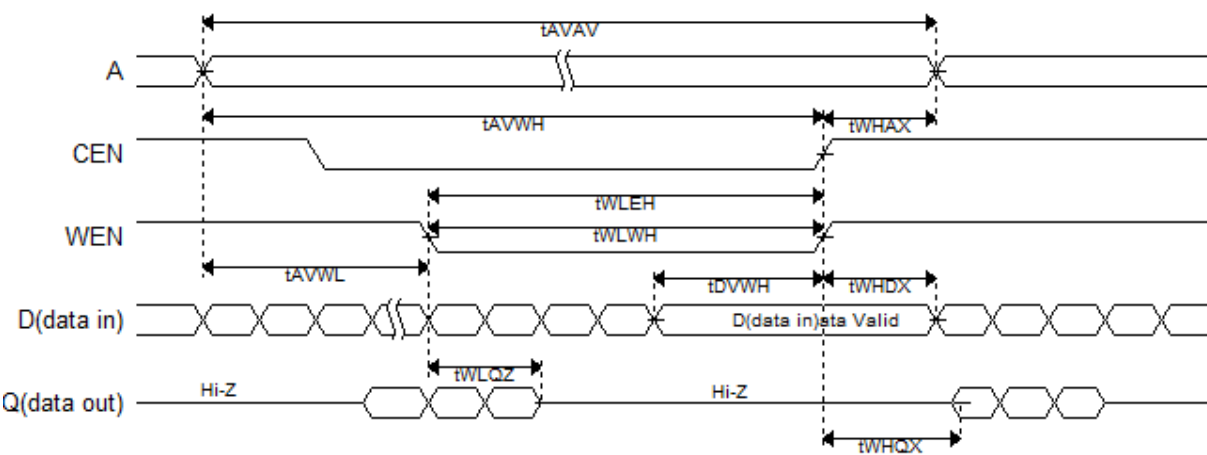 tAVAV
A
tAVWH
tWHAX
CEN
tWLEH
WEN
tWLWH
tAVWL
tDVWH
tWHDX
D(data in)
D(data in)ata Valid
tWLQZ
Q(data out)
Hi-Z
Hi-Z
tWHQX